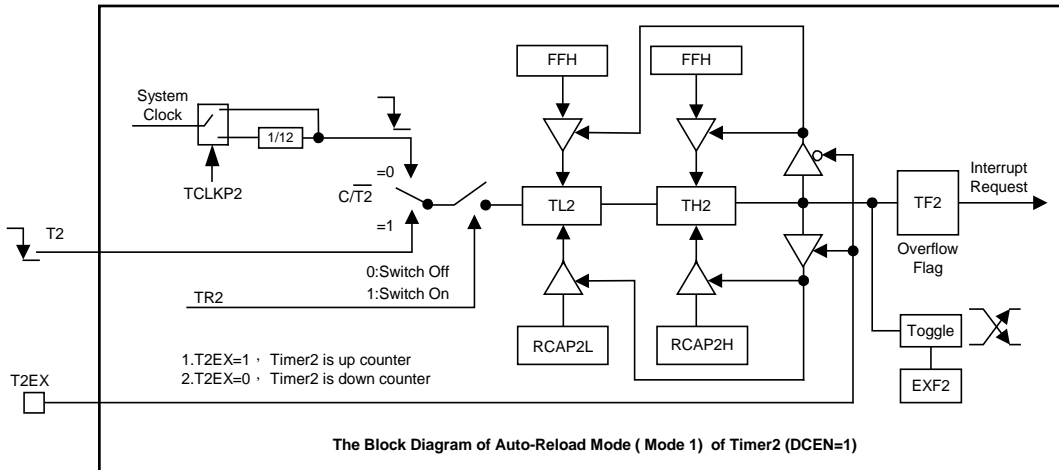 FFH
FFH
System
Clock
1/12
TCLKP2
=0
C/T2
=1
T2
TL2
TH2
TF2
Interrupt
Request
Overflow
Flag
0:Switch Off
1:Switch On
TR2
RCAP2L
RCAP2H
Toggle
EXF2
1.T2EX=1， Timer2 is up counter
2.T2EX=0， Timer2 is down counter
T2EX
The Block Diagram of Auto-Reload Mode ( Mode 1) of Timer2 (DCEN=1)